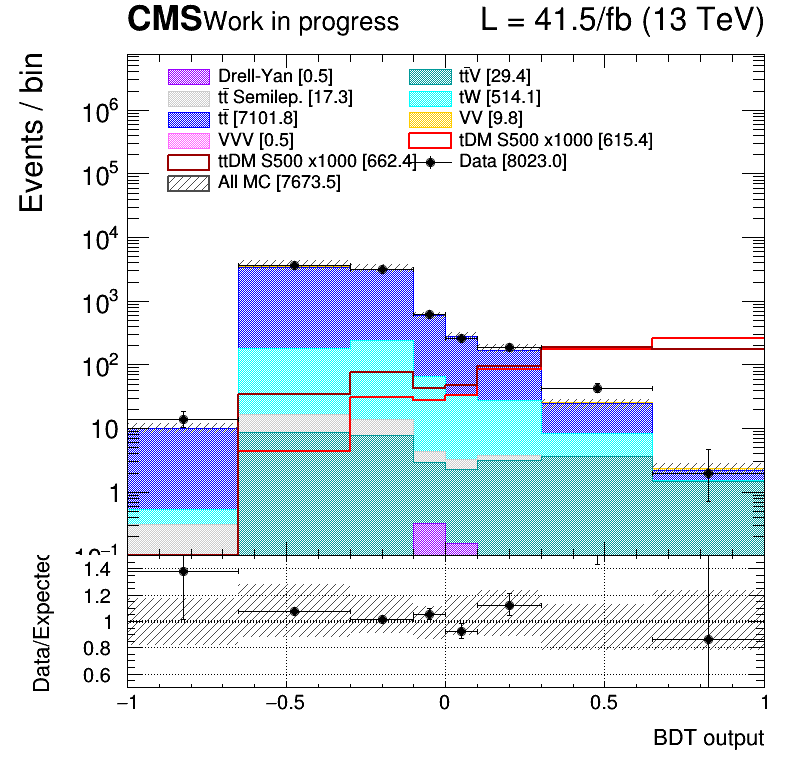 CMS Work in progress L = 41.5/fb (13 TeV)
Events / bin
Drell-Yan [0.5] tt̄V [29.4]
tt̄ Semilep. [17.3] tW [514.1]
tt̄ [7101.8] VV [9.8]
VVV [0.5] tDM S500 x1000 [615.4]
ttDM S500 x1000 [662.4] Data [8023.0]
All MC [7673.5]
10⁶
10⁵
10⁴
10³
10²
10
1
10⁻¹
Data/Expected
1.4
1.2
1
0.8
0.6
−1 −0.5 0 0.5 1
BDT output